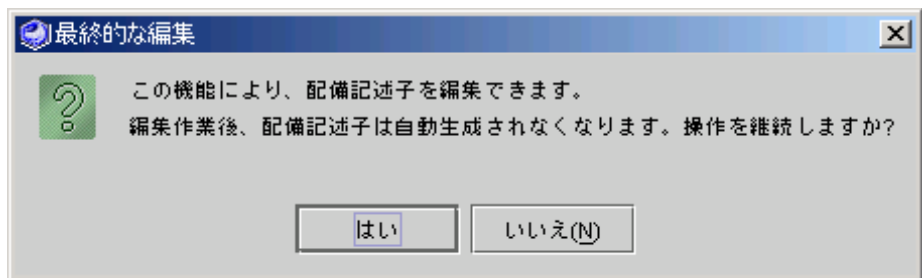 最終的な編集
この機能により、配備記述子を編集できます。
編集作業後、配備記述子は自動生成されなくなります。操作を継続しますか?
はい いいえ(N)